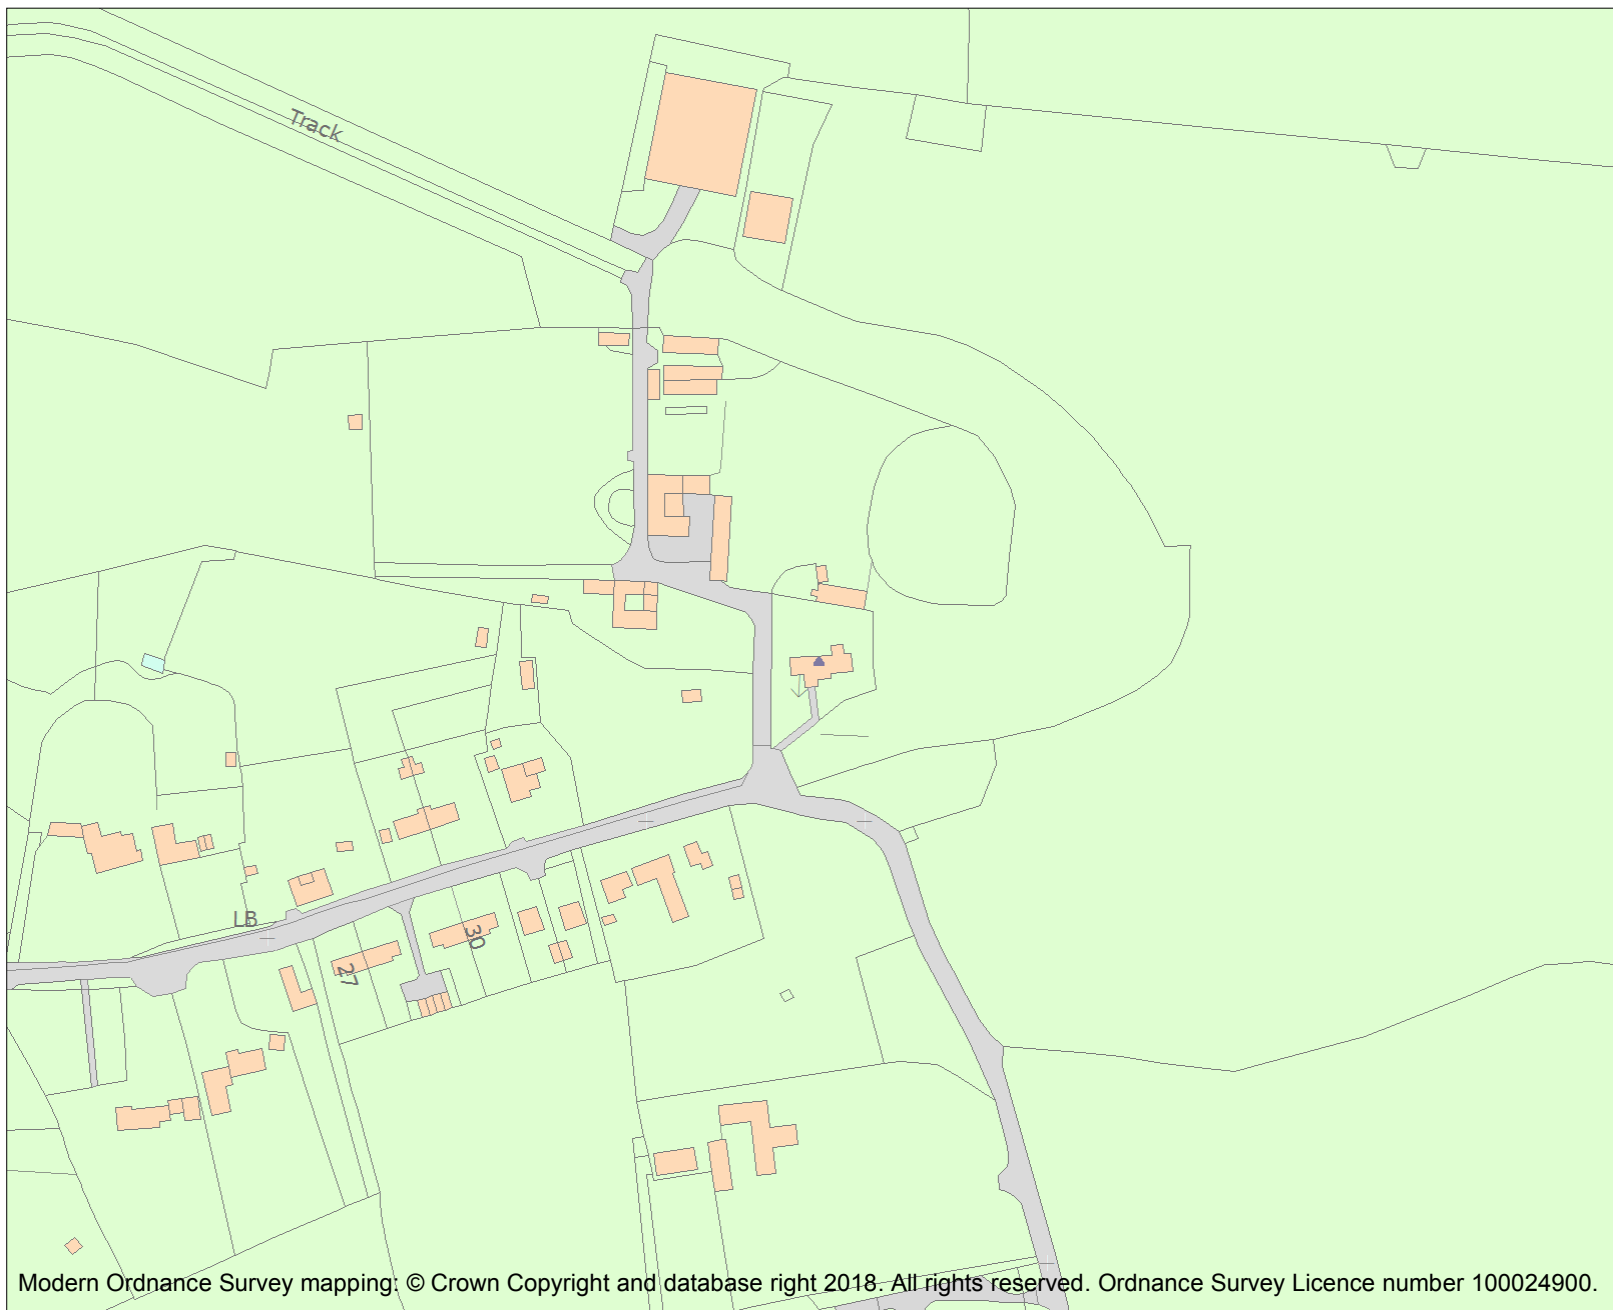 Track
LB
30
27
Modern Ordnance Survey mapping: © Crown Copyright and database right 2018. All rights reserved. Ordnance Survey Licence number 100024900.